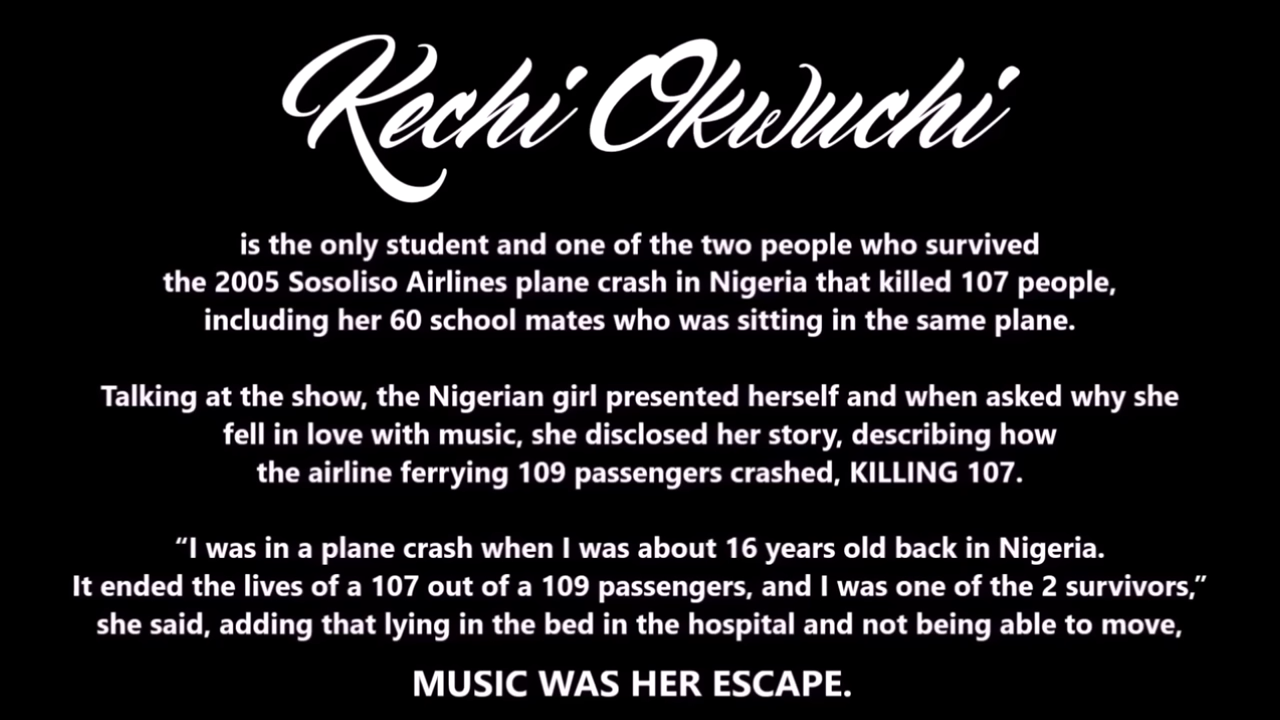 Kechi Okwuchi
is the only student and one of the two people who survived
the 2005 Sosoliso Airlines plane crash in Nigeria that killed 107 people,
including her 60 school mates who was sitting in the same plane.
Talking at the show, the Nigerian girl presented herself and when asked why she
fell in love with music, she disclosed her story, describing how
the airline ferrying 109 passengers crashed, KILLING 107.
“I was in a plane crash when I was about 16 years old back in Nigeria.
It ended the lives of a 107 out of a 109 passengers, and I was one of the 2 survivors,”
she said, adding that lying in the bed in the hospital and not being able to move,
MUSIC WAS HER ESCAPE.